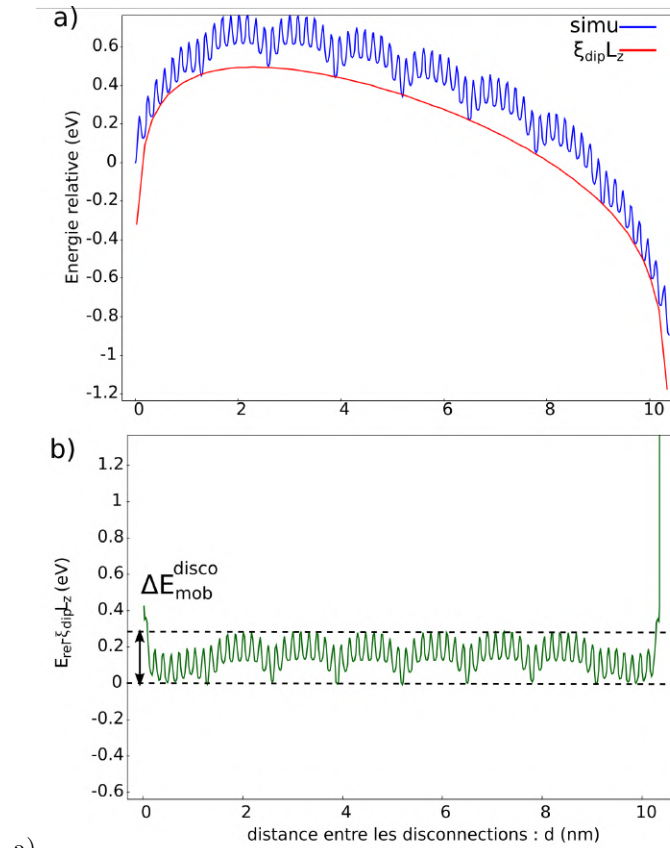 a)
simu
ξdipLz
0.6
0.4
0.2
0
-0.2
-0.4
-0.6
-0.8
-1
-1.2
Energie relative (eV)
0 2 4 6 8 10
b)
1.2
1
0.8
0.6
0.4
0.2
0
-0.2
-0.4
-0.6
ΔE disco mob
Erel-ξdipLz (eV)
0 2 4 6 8 10
distance entre les disconnections : d (nm)
a)